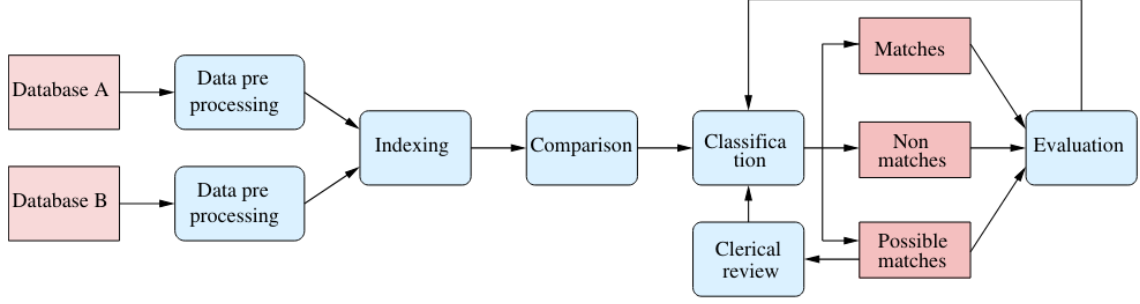 Database A
Data pre
processing
Database B
Data pre
processing
Indexing
Comparison
Classifica
tion
Clerical
review
Matches
Non
matches
Possible
matches
Evaluation